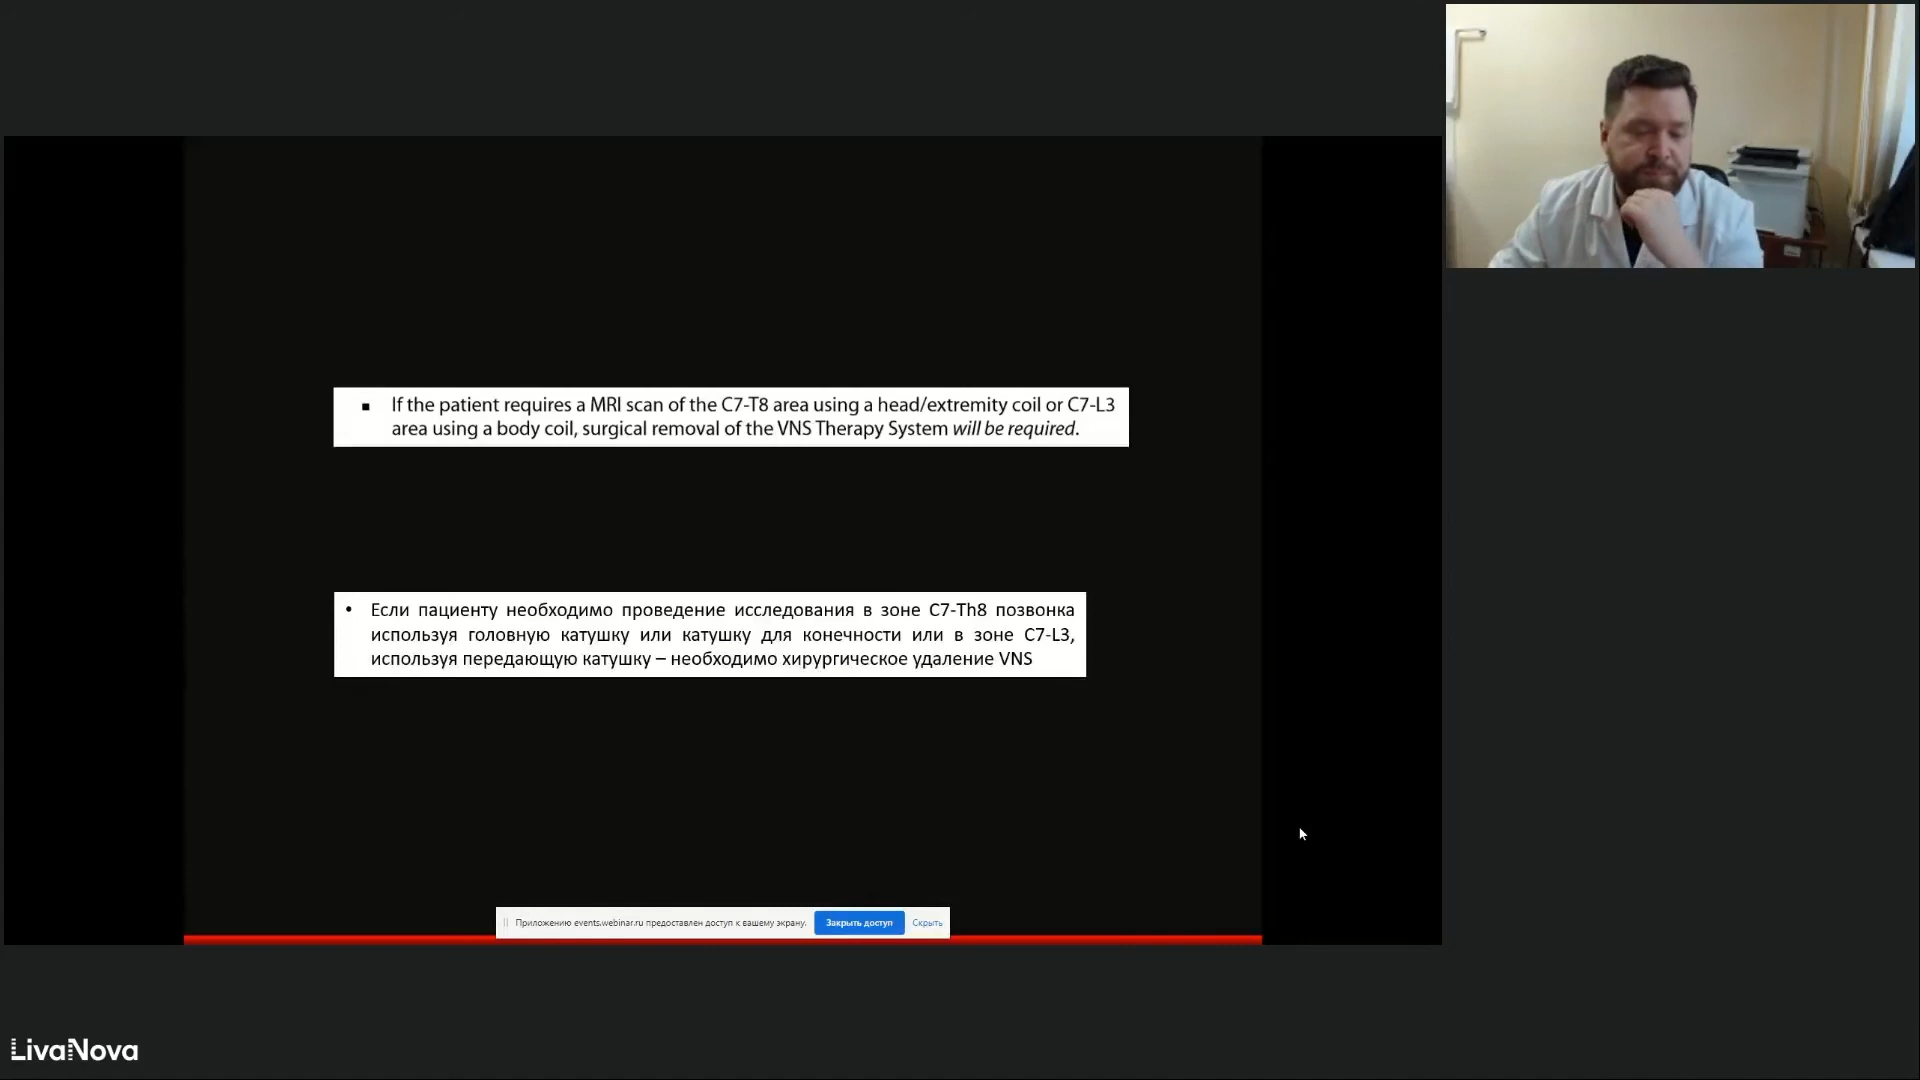 ▪ If the patient requires a MRI scan of the C7-T8 area using a head/extremity coil or C7-L3
area using a body coil, surgical removal of the VNS Therapy System will be required.
• Если пациенту необходимо проведение исследования в зоне C7-Th8 позвонка
используя головную катушку или катушку для конечности или в зоне C7-L3,
используя передающую катушку – необходимо хирургическое удаление VNS
Приложению events.webinar.ru предоставлен доступ к вашему экрану. Закрыть доступ Скрыть
LivaNova